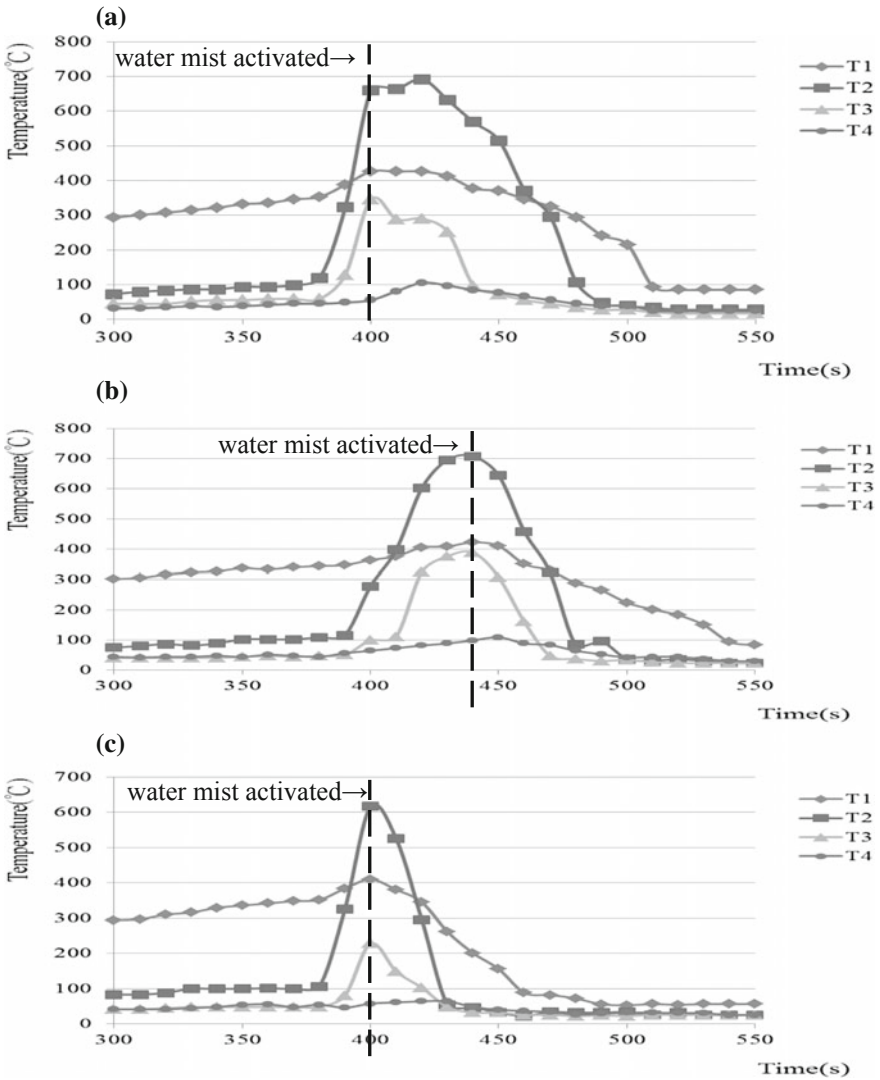 (a)
800
700
600
500
400
300
200
100
0
Temperature(℃)
water mist activated→
T1
T2
T3
T4
300 350 400 450 500 550
Time(s)
(b)
800
700
600
500
400
300
200
100
0
Temperature(℃)
water mist activated→
T1
T2
T3
T4
300 350 400 450 500 550
Time(s)
(c)
700
600
500
400
300
200
100
0
Temperature(℃)
water mist activated→
T1
T2
T3
T4
300 350 400 450 500 550
Time(s)